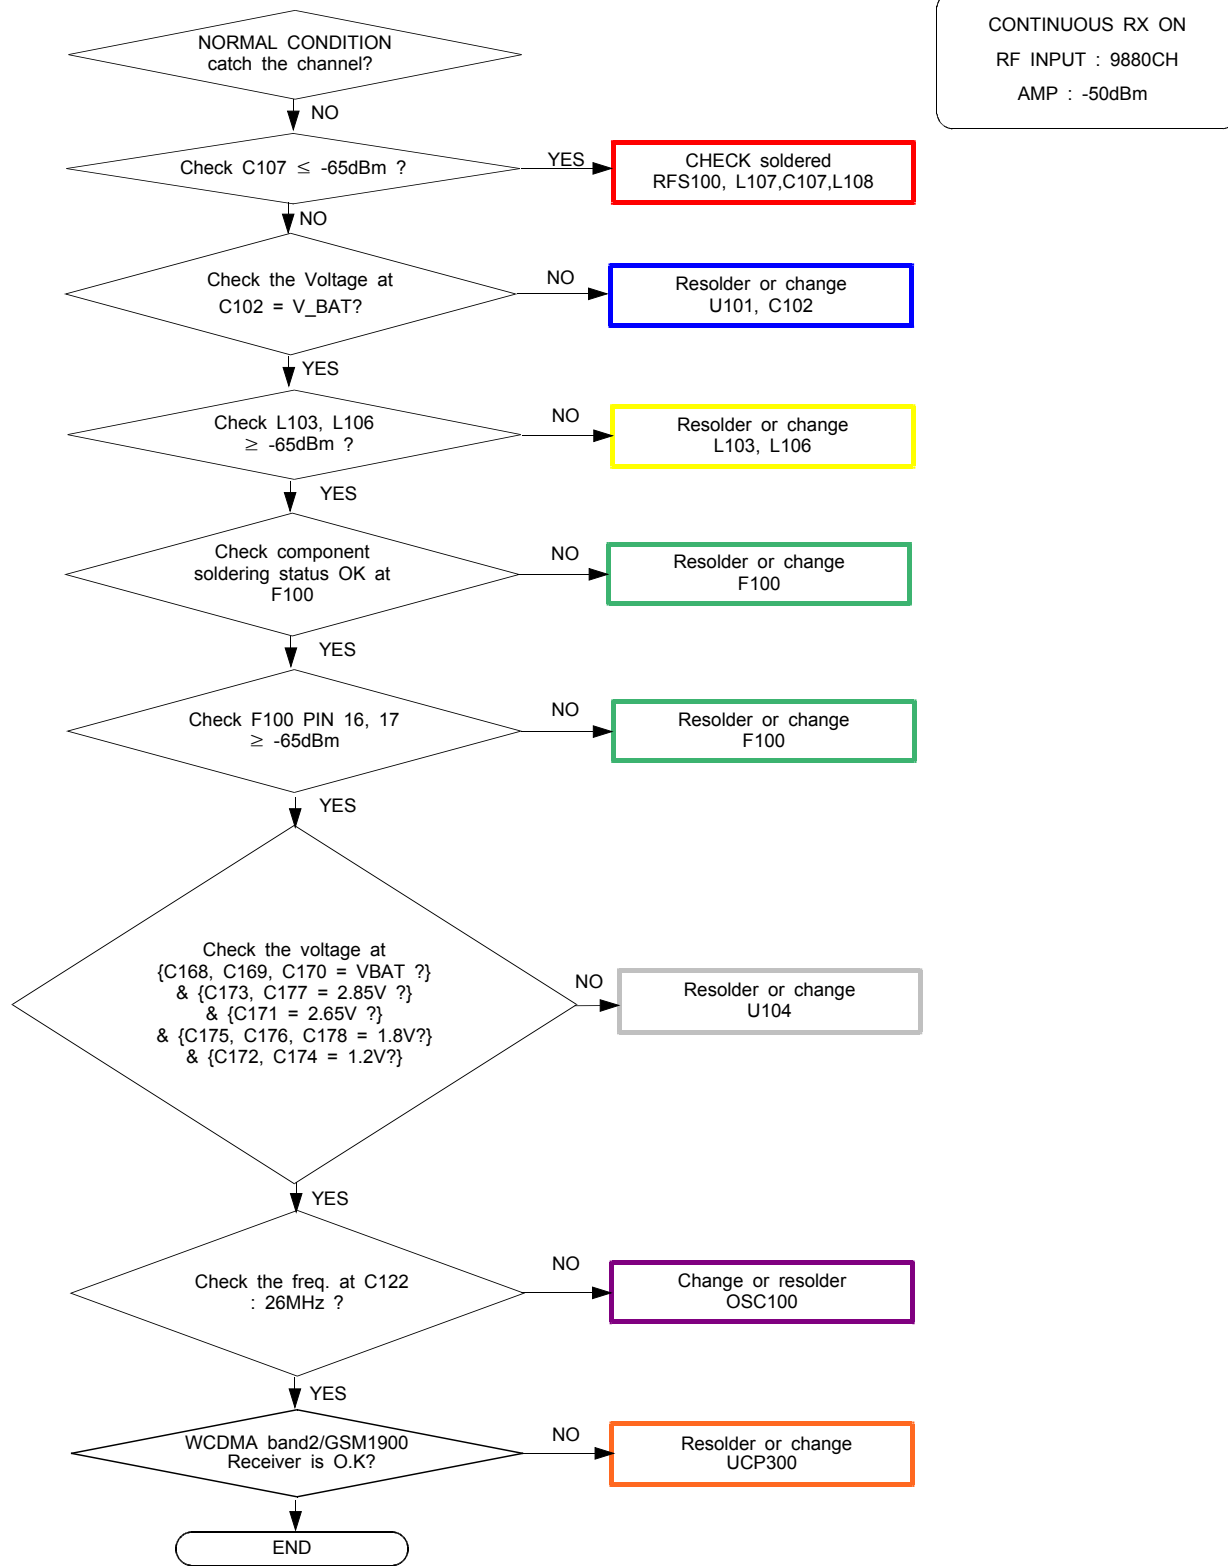 CONTINUOUS RX ON
RF INPUT : 9880CH
AMP : -50dBm
NORMAL CONDITION
catch the channel?
NO
Check C107 ≤ -65dBm ?
YES
CHECK soldered
RFS100, L107,C107,L108
NO
Check the Voltage at
C102 = V_BAT?
NO
Resolder or change
U101, C102
YES
Check L103, L106
≥ -65dBm ?
NO
Resolder or change
L103, L106
YES
Check component
soldering status OK at
F100
NO
Resolder or change
F100
YES
Check F100 PIN 16, 17
≥ -65dBm
NO
Resolder or change
F100
YES
Check the voltage at
{C168, C169, C170 = VBAT ?}
& {C173, C177 = 2.85V ?}
& {C171 = 2.65V ?}
& {C175, C176, C178 = 1.8V?}
& {C172, C174 = 1.2V?}
NO
Resolder or change
U104
YES
Check the freq. at C122
: 26MHz ?
NO
Change or resolder
OSC100
YES
WCDMA band2/GSM1900
Receiver is O.K?
NO
Resolder or change
UCP300
END